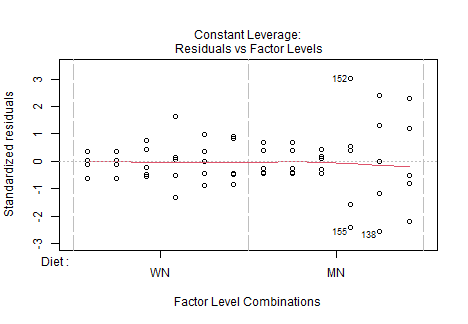 Constant Leverage:
Residuals vs Factor Levels
Standardized residuals
3
2
1
0
-1
-2
-3
152
155
138
Diet :
WN
MN
Factor Level Combinations